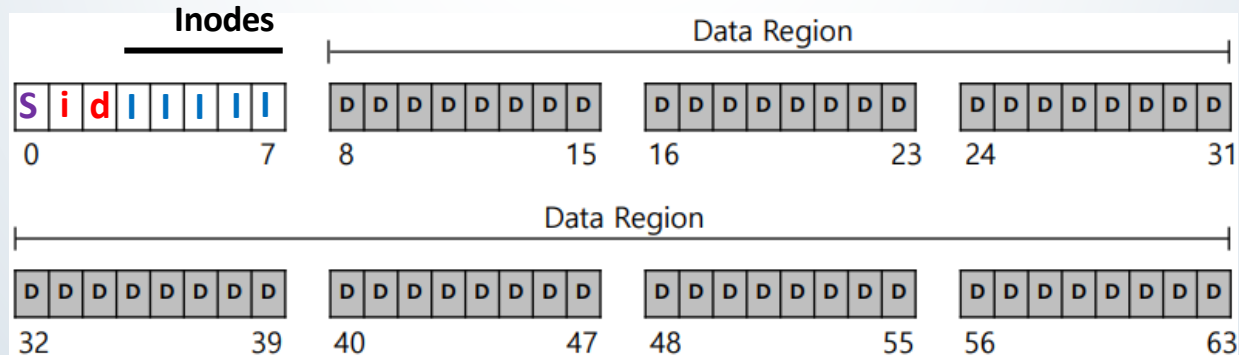 Inodes
Data Region
S i d I I I I I D D D D D D D D D D D D D D D D D D D D D D D D
0 7 8 15 16 23 24 31
Data Region
D D D D D D D D D D D D D D D D D D D D D D D D D D D D D D D D
32 39 40 47 48 55 56 63